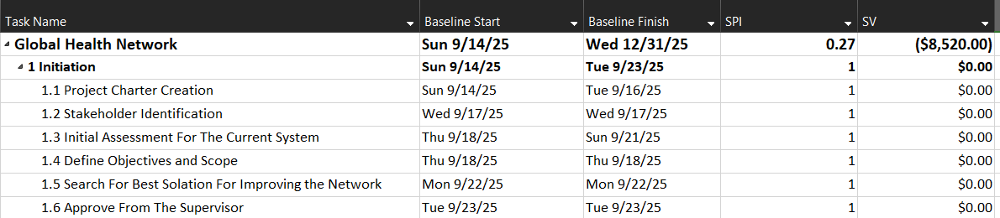 Task Name Baseline Start Baseline Finish SPI SV
Global Health Network Sun 9/14/25 Wed 12/31/25 0.27 ($8,520.00)
1 Initiation Sun 9/14/25 Tue 9/23/25 1 $0.00
1.1 Project Charter Creation Sun 9/14/25 Tue 9/16/25 1 $0.00
1.2 Stakeholder Identification Wed 9/17/25 Wed 9/17/25 1 $0.00
1.3 Initial Assessment For The Current System Thu 9/18/25 Sun 9/21/25 1 $0.00
1.4 Define Objectives and Scope Thu 9/18/25 Thu 9/18/25 1 $0.00
1.5 Search For Best Solation For Improving the Network Mon 9/22/25 Mon 9/22/25 1 $0.00
1.6 Approve From The Supervisor Tue 9/23/25 Tue 9/23/25 1 $0.00